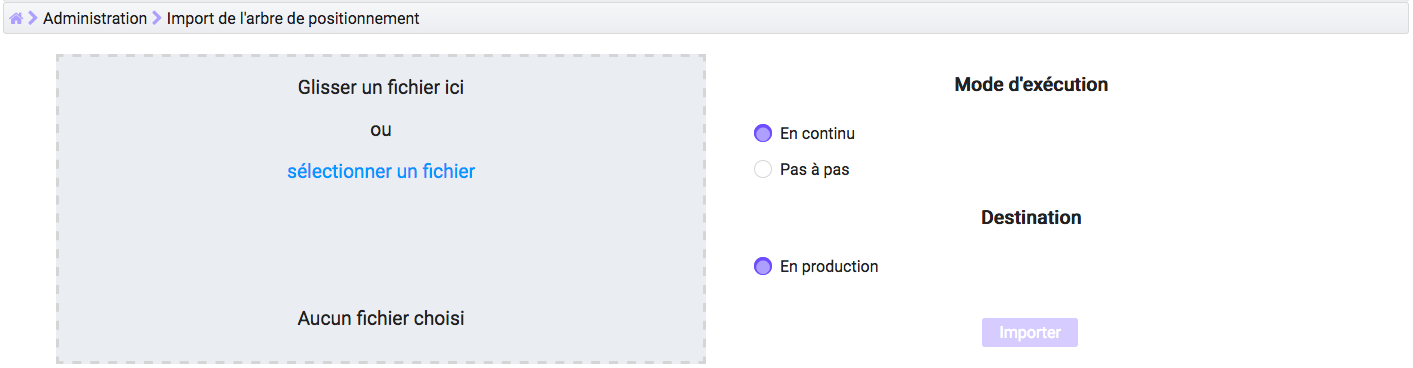 Administration Import de l'arbre de positionnement
Glisser un fichier ici
ou
sélectionner un fichier
Aucun fichier choisi
Mode d'exécution
En continu
Pas à pas
Destination
En production
Importer